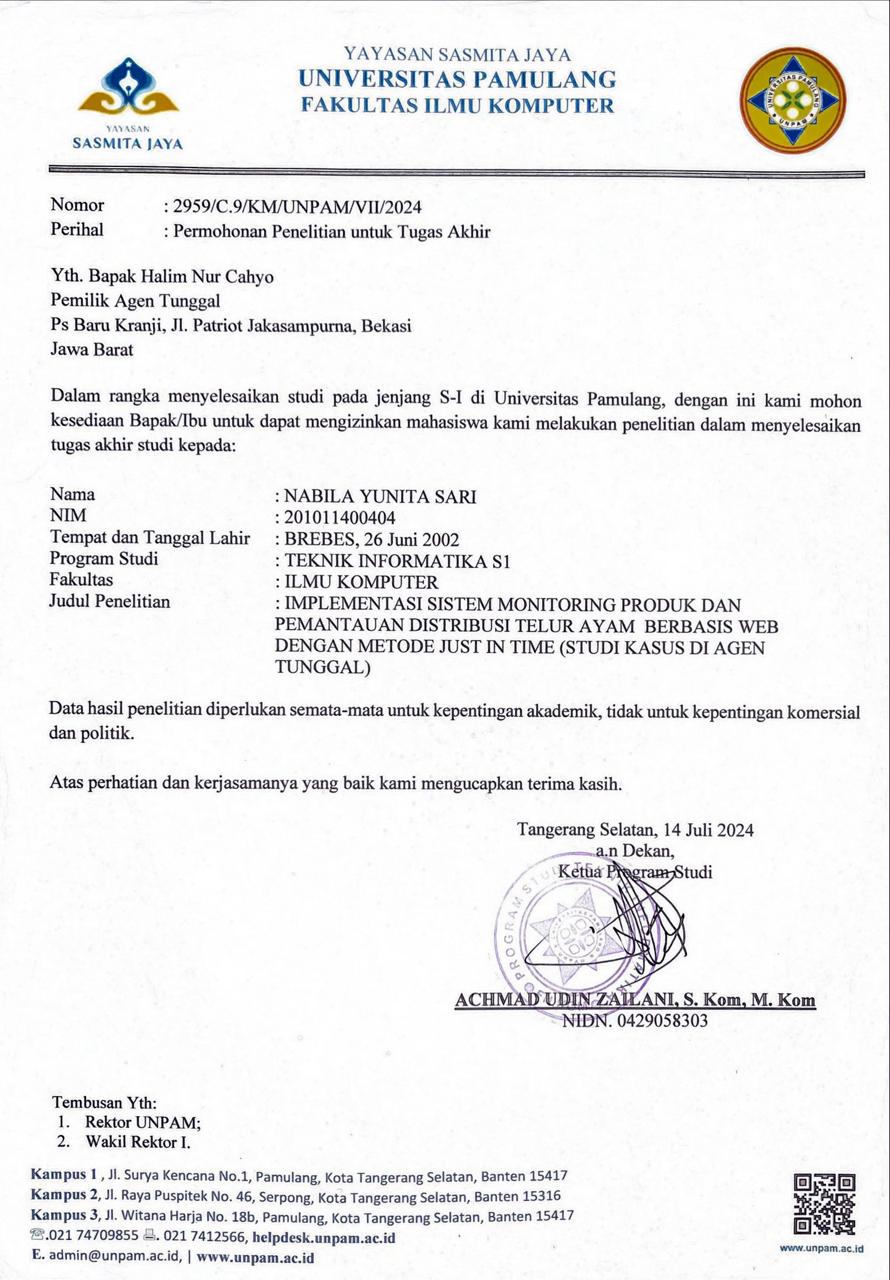 YAYASAN SASMITA JAYA
UNIVERSITAS PAMULANG
FAKULTAS ILMU KOMPUTER
YAYASAN
SASMITA JAYA
UNIVERSITAS PAMULANG
UNPAM
Nomor : 2959/C.9/KM/UNPAM/VII/2024
Perihal : Permohonan Penelitian untuk Tugas Akhir
Yth. Bapak Halim Nur Cahyo
Pemilik Agen Tunggal
Ps Baru Kranji, Jl. Patriot Jakasampurna, Bekasi
Jawa Barat
Dalam rangka menyelesaikan studi pada jenjang S-I di Universitas Pamulang, dengan ini kami mohon
kesediaan Bapak/Ibu untuk dapat mengizinkan mahasiswa kami melakukan penelitian dalam menyelesaikan
tugas akhir studi kepada:
Nama : NABILA YUNITA SARI
NIM : 201011400404
Tempat dan Tanggal Lahir : BREBES, 26 Juni 2002
Program Studi : TEKNIK INFORMATIKA S1
Fakultas : ILMU KOMPUTER
Judul Penelitian : IMPLEMENTASI SISTEM MONITORING PRODUK DAN
PEMANTAUAN DISTRIBUSI TELUR AYAM BERBASIS WEB
DENGAN METODE JUST IN TIME (STUDI KASUS DI AGEN
TUNGGAL)
Data hasil penelitian diperlukan semata-mata untuk kepentingan akademik, tidak untuk kepentingan komersial
dan politik.
Atas perhatian dan kerjasamanya yang baik kami mengucapkan terima kasih.
Tangerang Selatan, 14 Juli 2024
a.n Dekan,
Ketua Program Studi
PROGRAM STUDI
ACHMAD UDIN ZAILANI, S. Kom, M. Kom
NIDN. 0429058303
Tembusan Yth:
1. Rektor UNPAM;
2. Wakil Rektor I.
Kampus 1 , Jl. Surya Kencana No.1, Pamulang, Kota Tangerang Selatan, Banten 15417
Kampus 2, Jl. Raya Puspitek No. 46, Serpong, Kota Tangerang Selatan, Banten 15316
Kampus 3, Jl. Witana Harja No. 18b, Pamulang, Kota Tangerang Selatan, Banten 15417
☏.021 74709855 🖷. 021 7412566, helpdesk.unpam.ac.id
E. admin@unpam.ac.id, | www.unpam.ac.id
www.unpam.ac.id